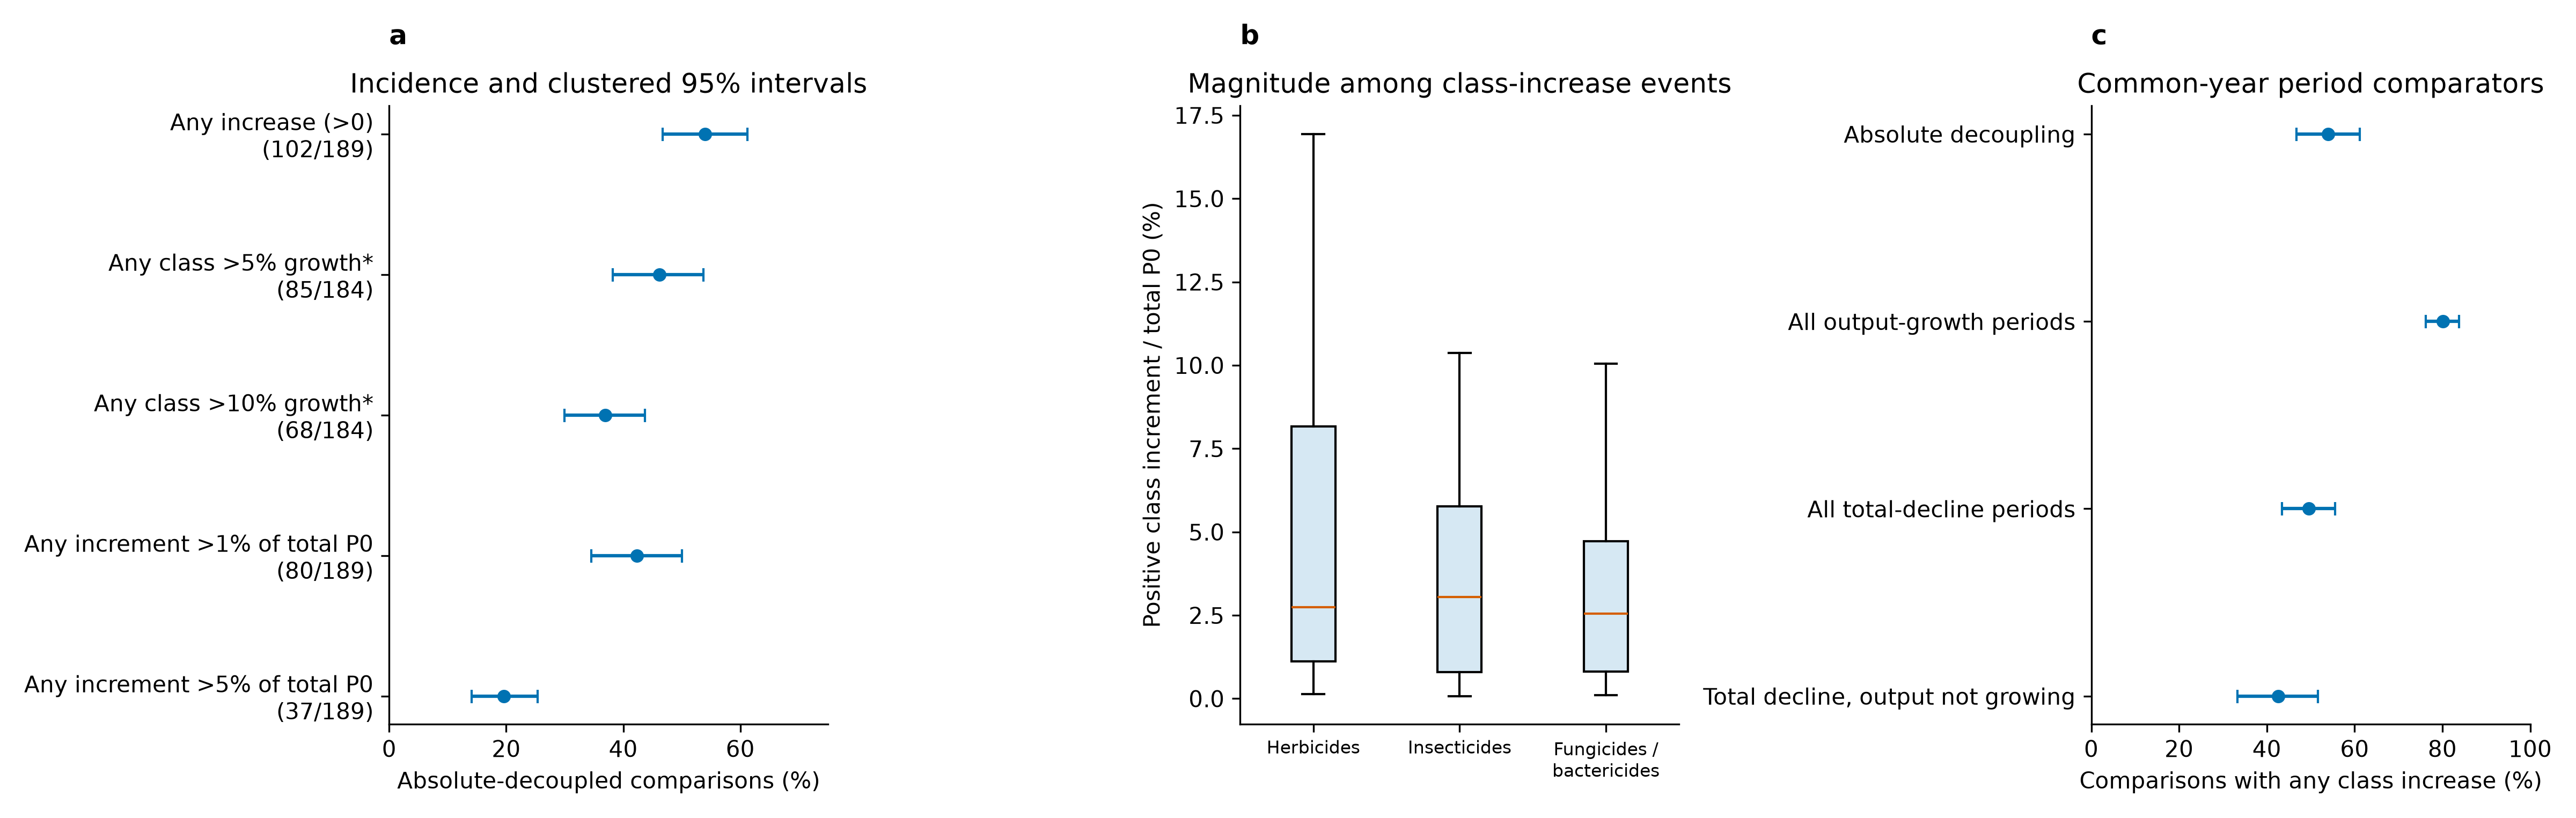 a
Incidence and clustered 95% intervals
Any increase (>0)
(102/189)
Any class >5% growth*
(85/184)
Any class >10% growth*
(68/184)
Any increment >1% of total P0
(80/189)
Any increment >5% of total P0
(37/189)
0 20 40 60
Absolute-decoupled comparisons (%)
b
Magnitude among class-increase events
Positive class increment / total P0 (%)
17.5
15.0
12.5
10.0
7.5
5.0
2.5
0.0
Herbicides Insecticides Fungicides /
bactericides
c
Common-year period comparators
Absolute decoupling
All output-growth periods
All total-decline periods
Total decline, output not growing
0 20 40 60 80 100
Comparisons with any class increase (%)